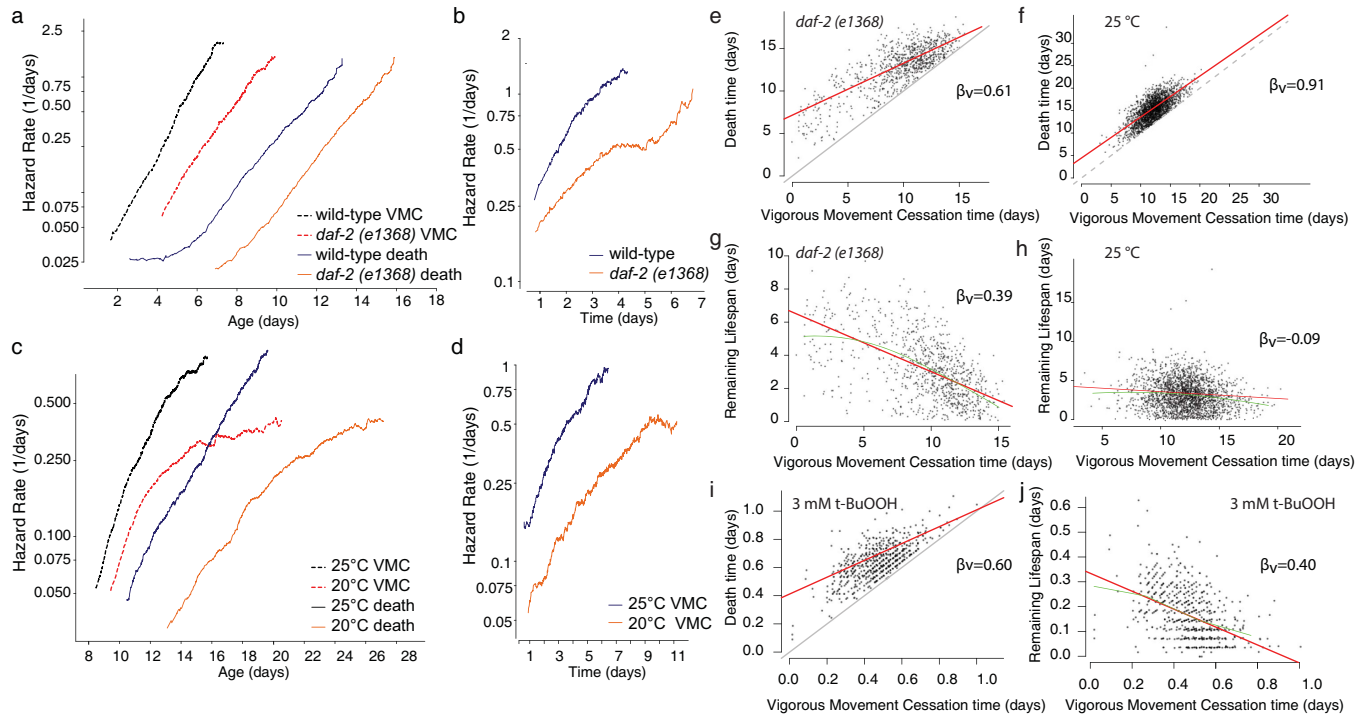 a
2.5
0.75
0.50
0.25
0.075
0.050
0.025
Hazard Rate (1/days)
2 4 6 8 10 12 14 16 18
Age (days)
wild-type VMC
daf-2 (e1368) VMC
wild-type death
daf-2 (e1368) death
b
2
1
0.75
0.5
0.25
0.1
Hazard Rate (1/days)
1 2 3 4 5 6 7
Time (days)
wild-type
daf-2 (e1368)
c
0.500
0.250
0.100
0.075
0.050
Hazard Rate (1/days)
8 10 12 14 16 18 20 22 24 26 28
Age (days)
25°C VMC
20°C VMC
25°C death
20°C death
d
1
0.5
0.25
0.1
0.075
0.05
Hazard Rate (1/days)
1 3 5 7 9 11
Time (days)
25°C VMC
20°C VMC
e
daf-2 (e1368)
βv=0.61
15
10
5
0
Death time (days)
0 5 10 15
Vigorous Movement Cessation time (days)
f
25 °C
βv=0.91
35
30
25
20
15
10
5
0
Death time (days)
0 5 10 15 20 25 30
Vigorous Movement Cessation time (days)
g
daf-2 (e1368)
βv=0.39
8
6
4
2
0
Remaining Lifespan (days)
0 5 10 15
Vigorous Movement Cessation time (days)
h
25 °C
βv=-0.09
15
10
5
0
Remaining Lifespan (days)
5 10 15 20
Vigorous Movement Cessation time (days)
i
3 mM t-BuOOH
βv=0.60
1.0
0.8
0.6
0.4
0.2
0.0
Death time (days)
0.0 0.2 0.4 0.6 0.8 1.0
Vigorous Movement Cessation time (days)
j
3 mM t-BuOOH
βv=0.40
0.6
0.5
0.4
0.3
0.2
0.1
0.0
Remaining Lifespan (days)
0.0 0.2 0.4 0.6 0.8 1.0
Vigorous Movement Cessation time (days)